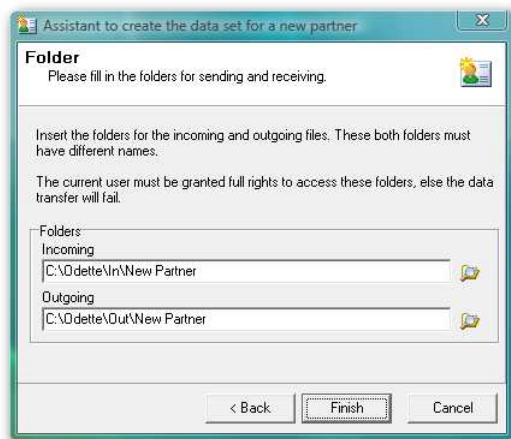 Assistant to create the data set for a new partner
Folder
Please fill in the folders for sending and receiving.
Insert the folders for the incoming and outgoing files. These both folders must
have different names.
The current user must be granted full rights to access these folders, else the data
transfer will fail.
Folders
Incoming
C:\Odette\In\New Partner
Outgoing
C:\Odette\Out\New Partner
< Back
Finish
Cancel